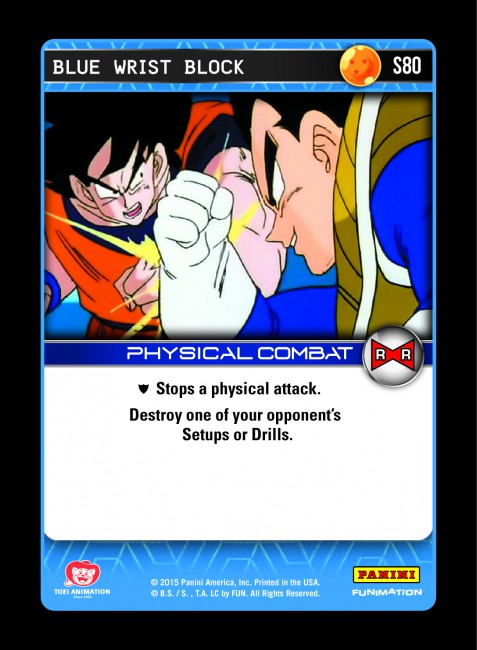 BLUE WRIST BLOCK
S80
PHYSICAL COMBAT
R R
Stops a physical attack.
Destroy one of your opponent's
Setups or Drills.
TOEI ANIMATION
© 2015 Panini America, Inc. Printed in the USA.
© B.S. / S. , T.A. LC by FUN. All Rights Reserved.
PANINI
FUNIMATION